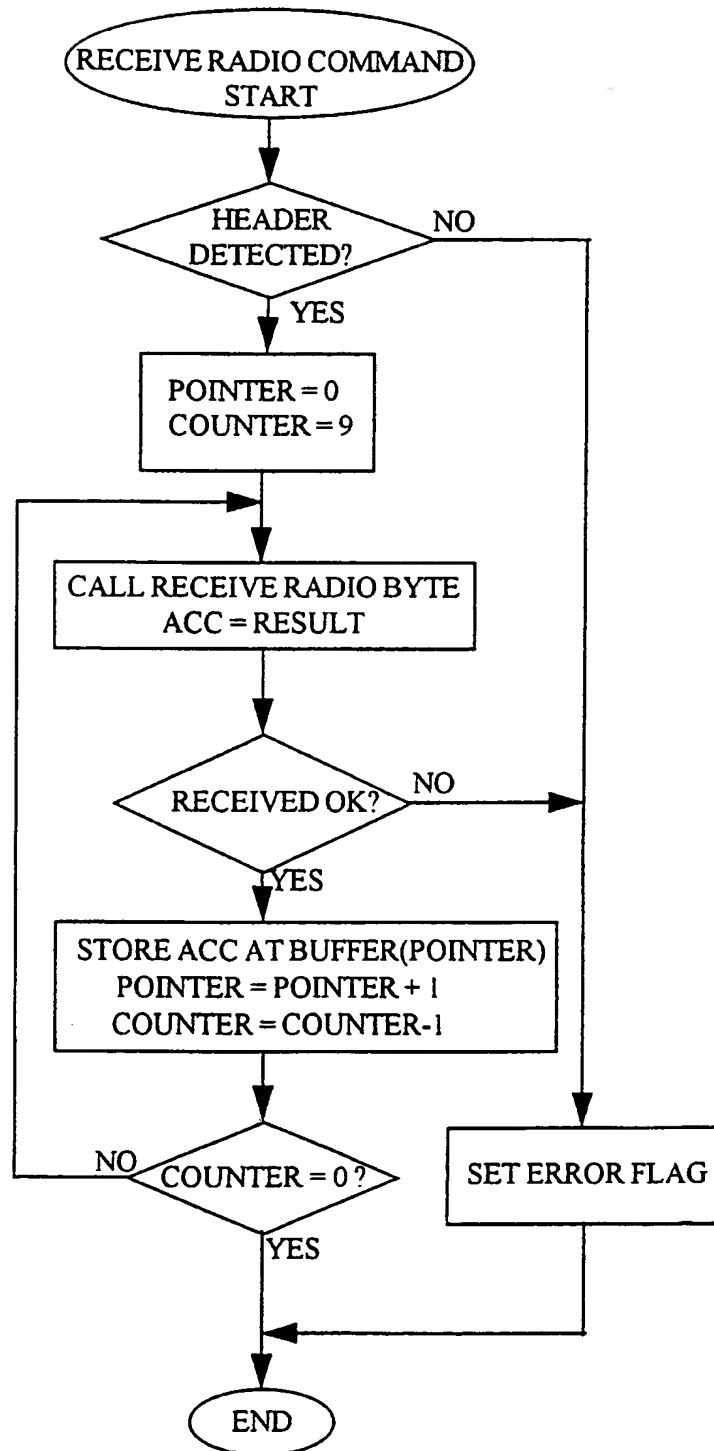 RECEIVE RADIO COMMAND
START
HEADER
DETECTED?
NO
YES
POINTER = 0
COUNTER = 9
CALL RECEIVE RADIO BYTE
ACC = RESULT
RECEIVED OK?
NO
YES
STORE ACC AT BUFFER(POINTER)
POINTER = POINTER + 1
COUNTER = COUNTER-1
NO
COUNTER = 0 ?
SET ERROR FLAG
YES
END